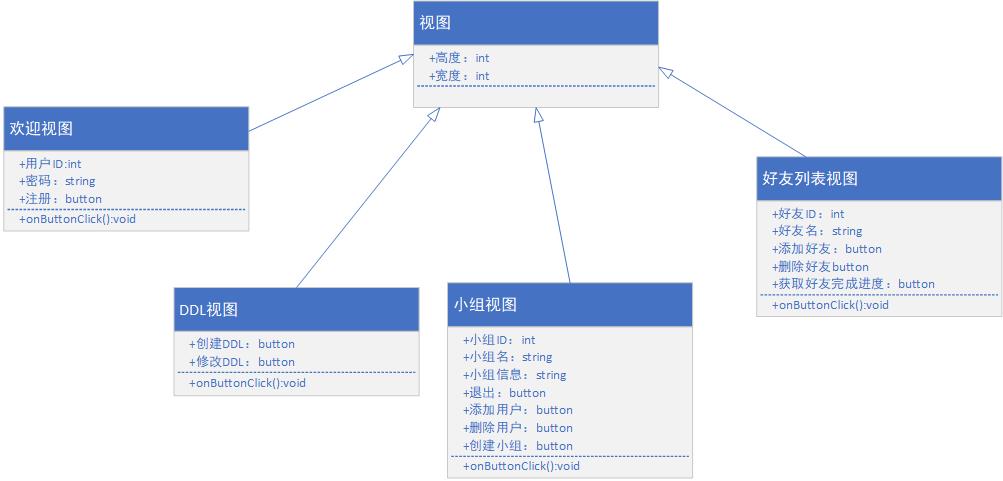 视图
+高度：int
+宽度：int
欢迎视图
+用户ID:int
+密码：string
+注册：button
+onButtonClick():void
好友列表视图
+好友ID：int
+好友名：string
+添加好友：button
+删除好友button
+获取好友完成进度：button
+onButtonClick():void
DDL视图
+创建DDL：button
+修改DDL：button
+onButtonClick():void
小组视图
+小组ID：int
+小组名：string
+小组信息：string
+退出：button
+添加用户：button
+删除用户：button
+创建小组：button
+onButtonClick():void